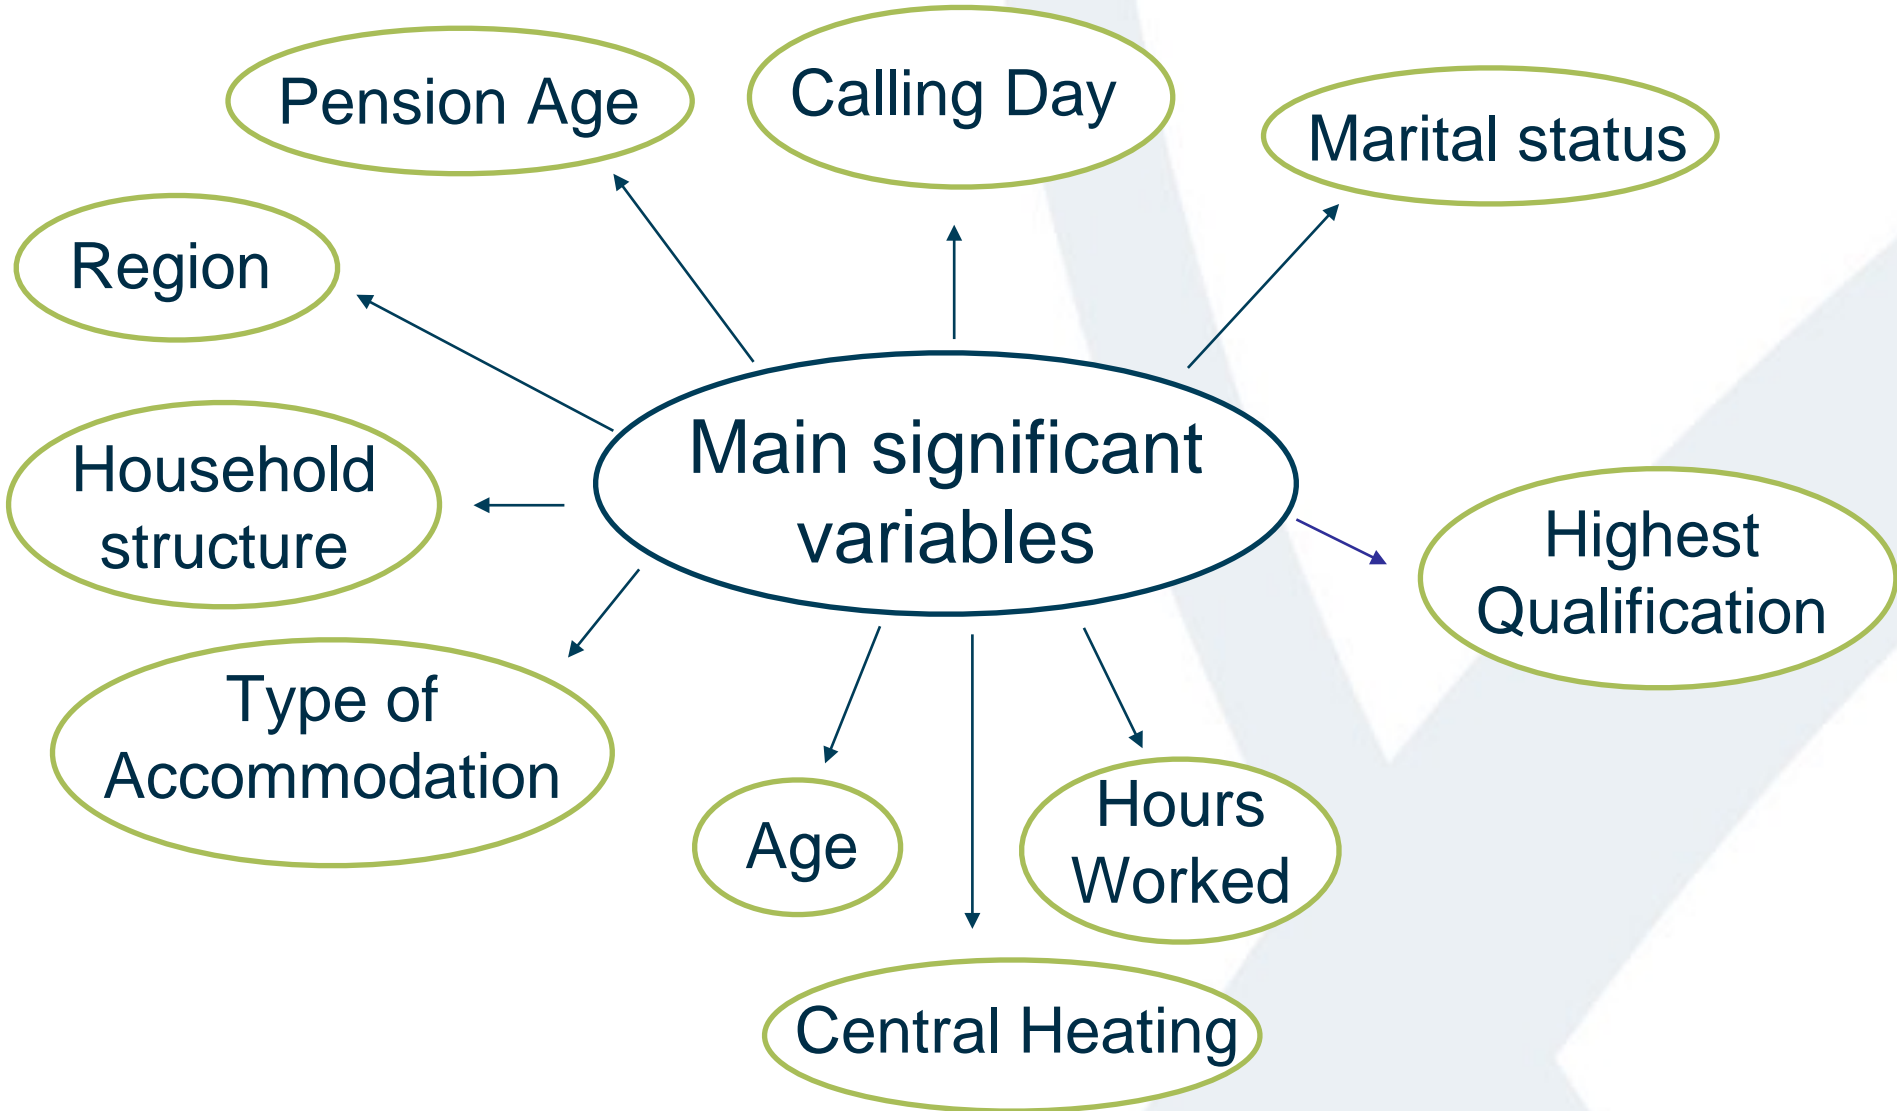 Pension Age
Calling Day
Marital status
Region
Main significant
variables
Household
structure
Highest
Qualification
Type of
Accommodation
Age
Hours
Worked
Central Heating